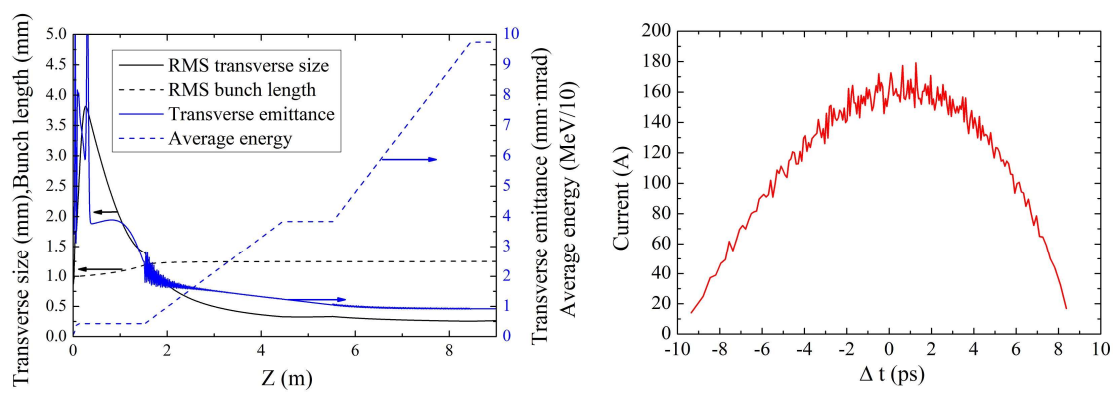 Transverse size (mm),Bunch length (mm)
5.0
4.5
4.0
3.5
3.0
2.5
2.0
1.5
1.0
0.5
0.0
RMS transverse size
RMS bunch length
Transverse emittance
Average energy
0 2 4 6 8
Z (m)
10
9
8
7
6
5
4
3
2
1
0
Transverse emittance (mm·mrad)
Average energy (MeV/10)
Current (A)
200
180
160
140
120
100
80
60
40
20
0
-10 -8 -6 -4 -2 0 2 4 6 8 10
Δ t (ps)